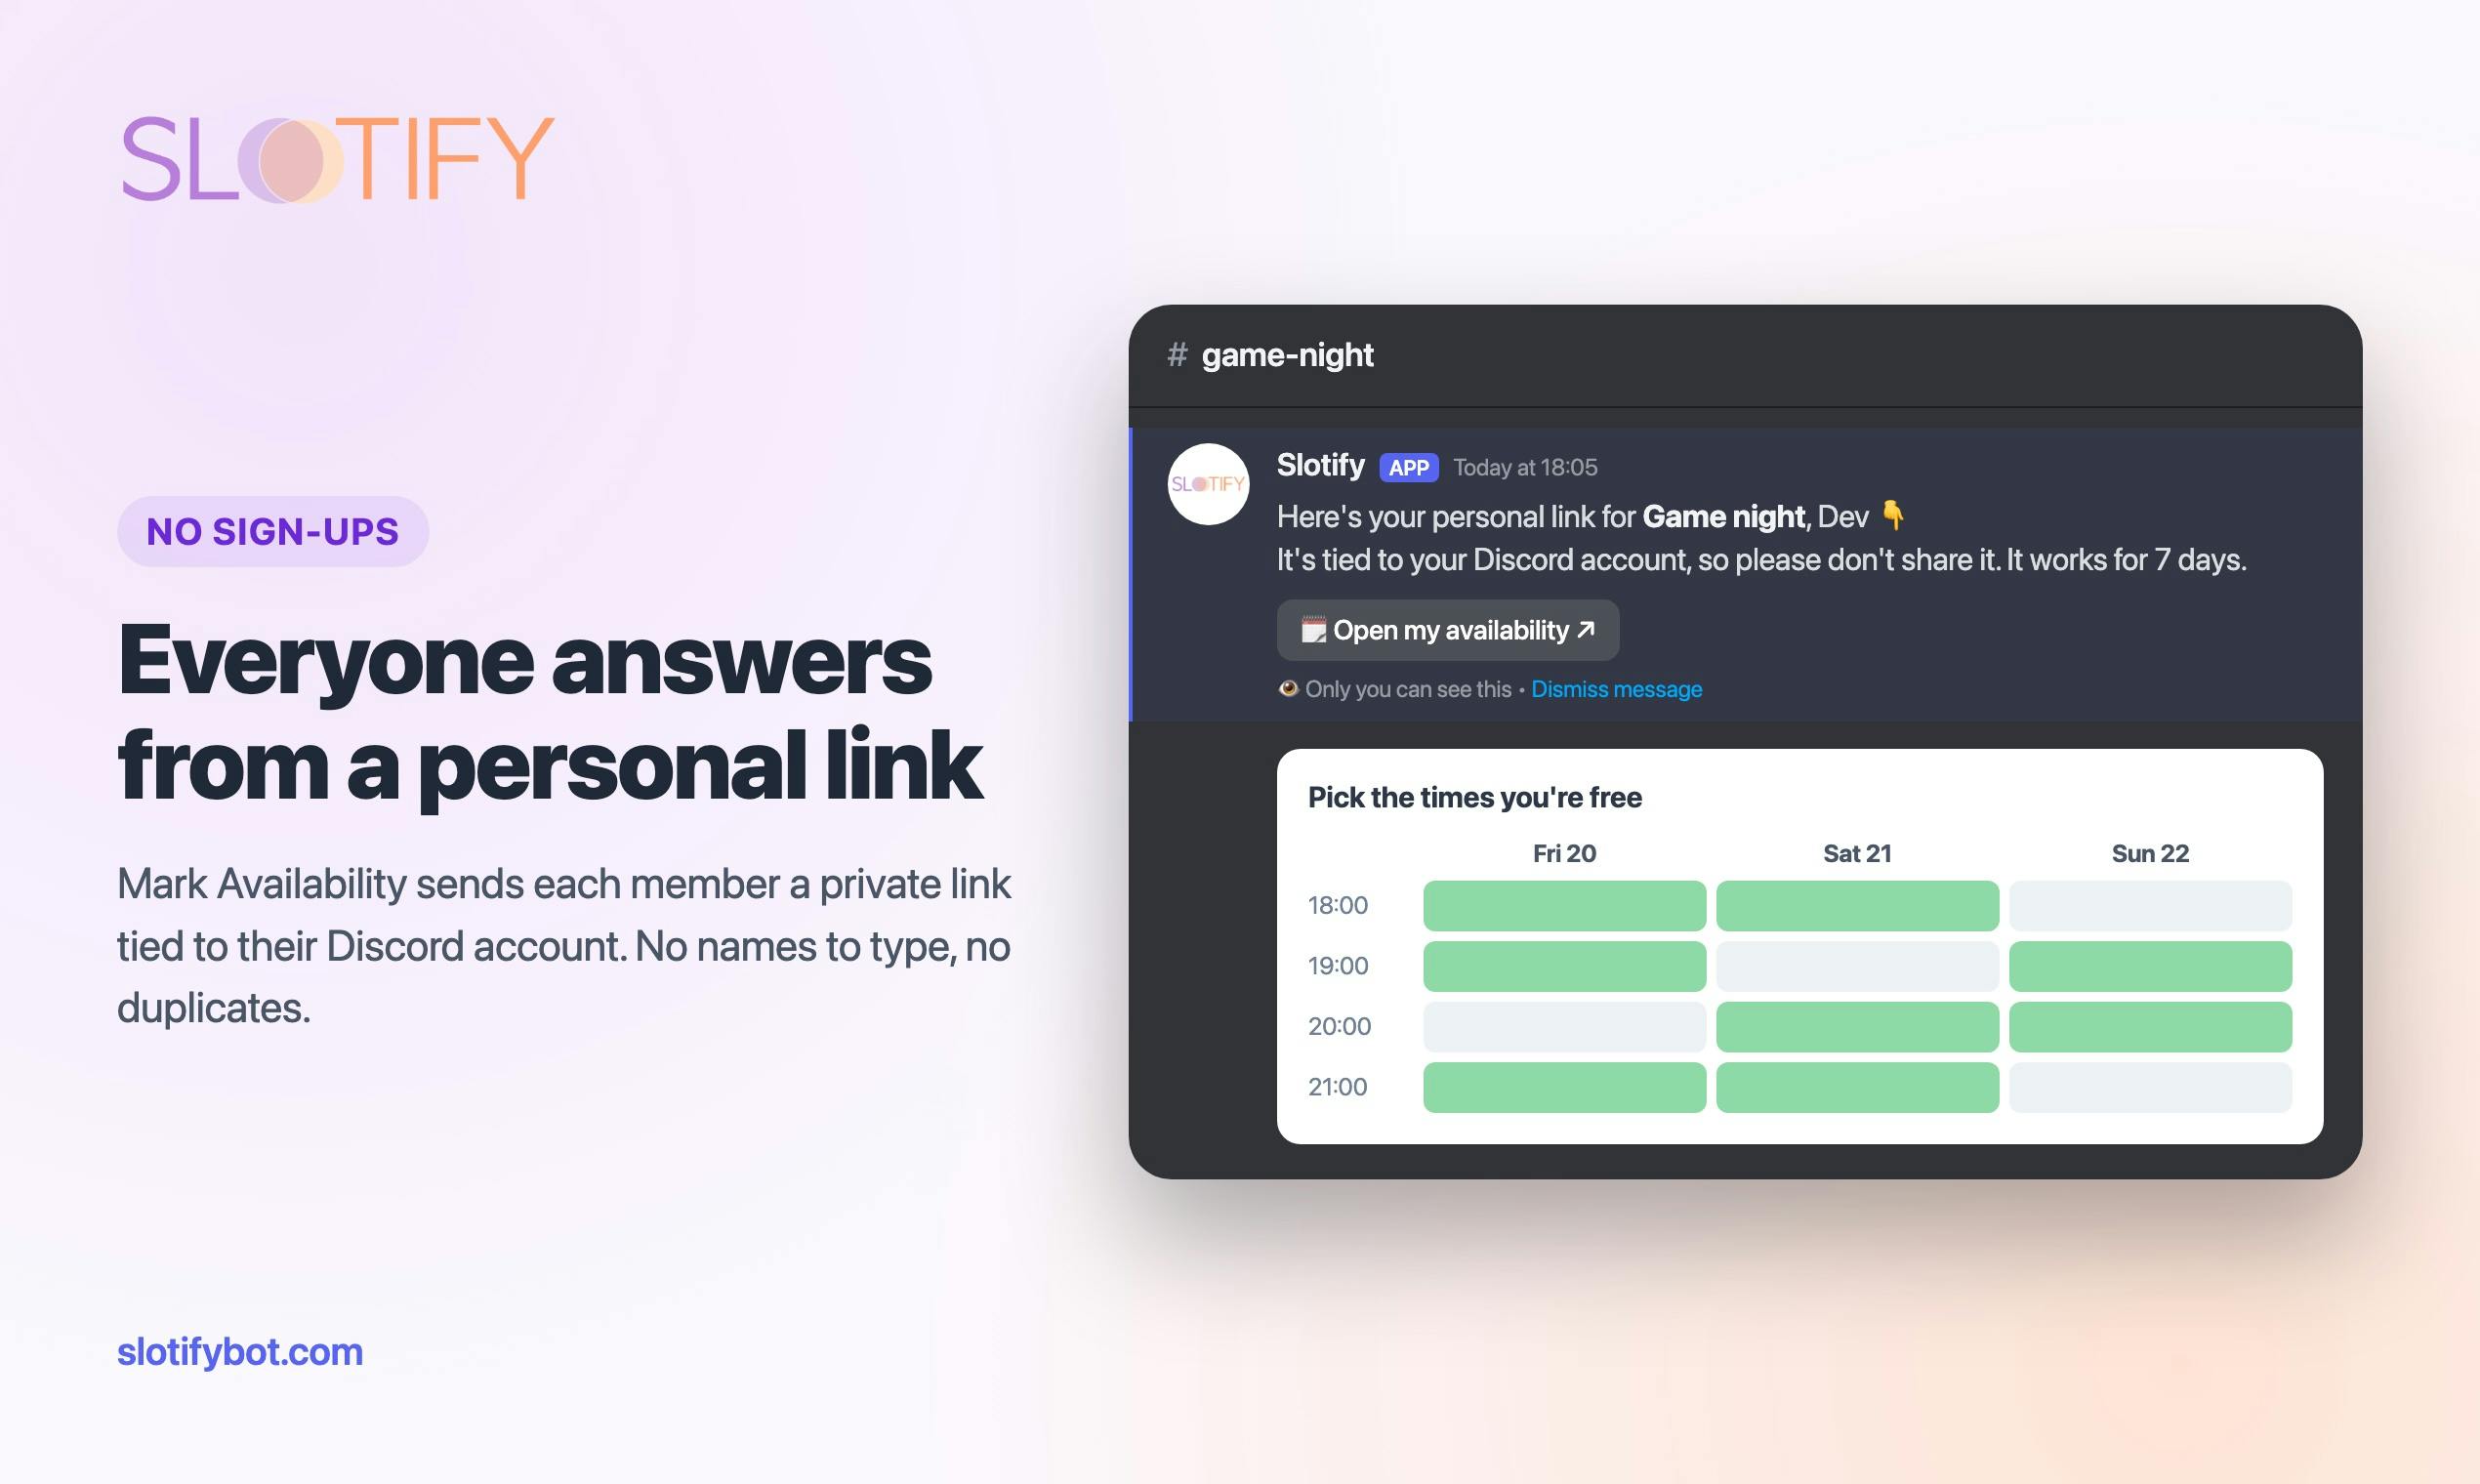 SLOTIFY
NO SIGN-UPS
Everyone answers
from a personal link
Mark Availability sends each member a private link
tied to their Discord account. No names to type, no
duplicates.
slotifybot.com
# game-night
SLOTIFY
Slotify APP Today at 18:05
Here's your personal link for Game night, Dev 👇
It's tied to your Discord account, so please don't share it. It works for 7 days.
🗓️ Open my availability ↗
👁️ Only you can see this • Dismiss message
Pick the times you're free
Fri 20 Sat 21 Sun 22
18:00
19:00
20:00
21:00